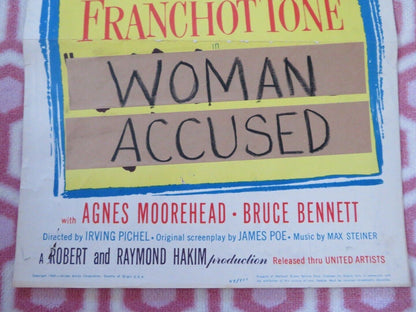 FRANCHOT TONE
in
WOMAN
ACCUSED
with AGNES MOOREHEAD • BRUCE BENNETT
Directed by IRVING PICHEL • Original screenplay by JAMES POE • Music by MAX STEINER
A ROBERT and RAYMOND HAKIM production Released thru UNITED ARTISTS